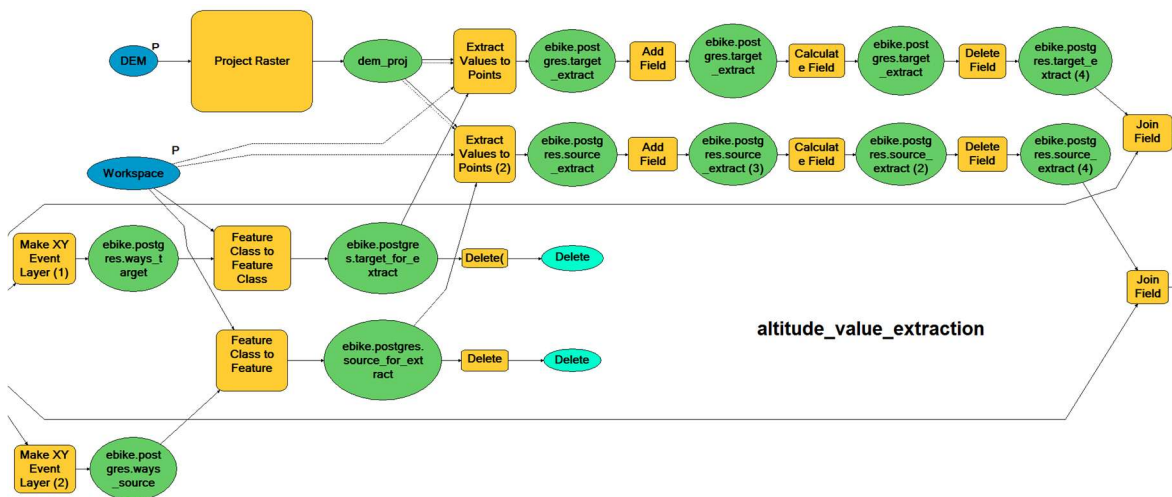 P
DEM
Project Raster
dem_proj
Extract
Values to
Points
ebike.post
gres.target
_extract
Add
Field
ebike.post
gres.target
_extract
Calculat
e Field
ebike.post
gres.target
_extract
Delete
Field
ebike.postg
res.target_e
xtract (4)
Join
Field
P
Workspace
Extract
Values to
Points (2)
ebike.postg
res.source
_extract
Add
Field
ebike.postg
res.source
_extract (3)
Calculat
e Field
ebike.postg
res.source_
extract (2)
Delete
Field
ebike.postg
res.source_
extract (4)
Make XY
Event
Layer (1)
ebike.postg
res.ways_t
arget
Feature
Class to
Feature
Class
ebike.postgre
s.target_for_e
xtract
Delete(
Delete
Join
Field
altitude_value_extraction
Feature
Class to
Feature
ebike.postgres.
source_for_ext
ract
Delete
Delete
Make XY
Event
Layer (2)
ebike.post
gres.ways
_source